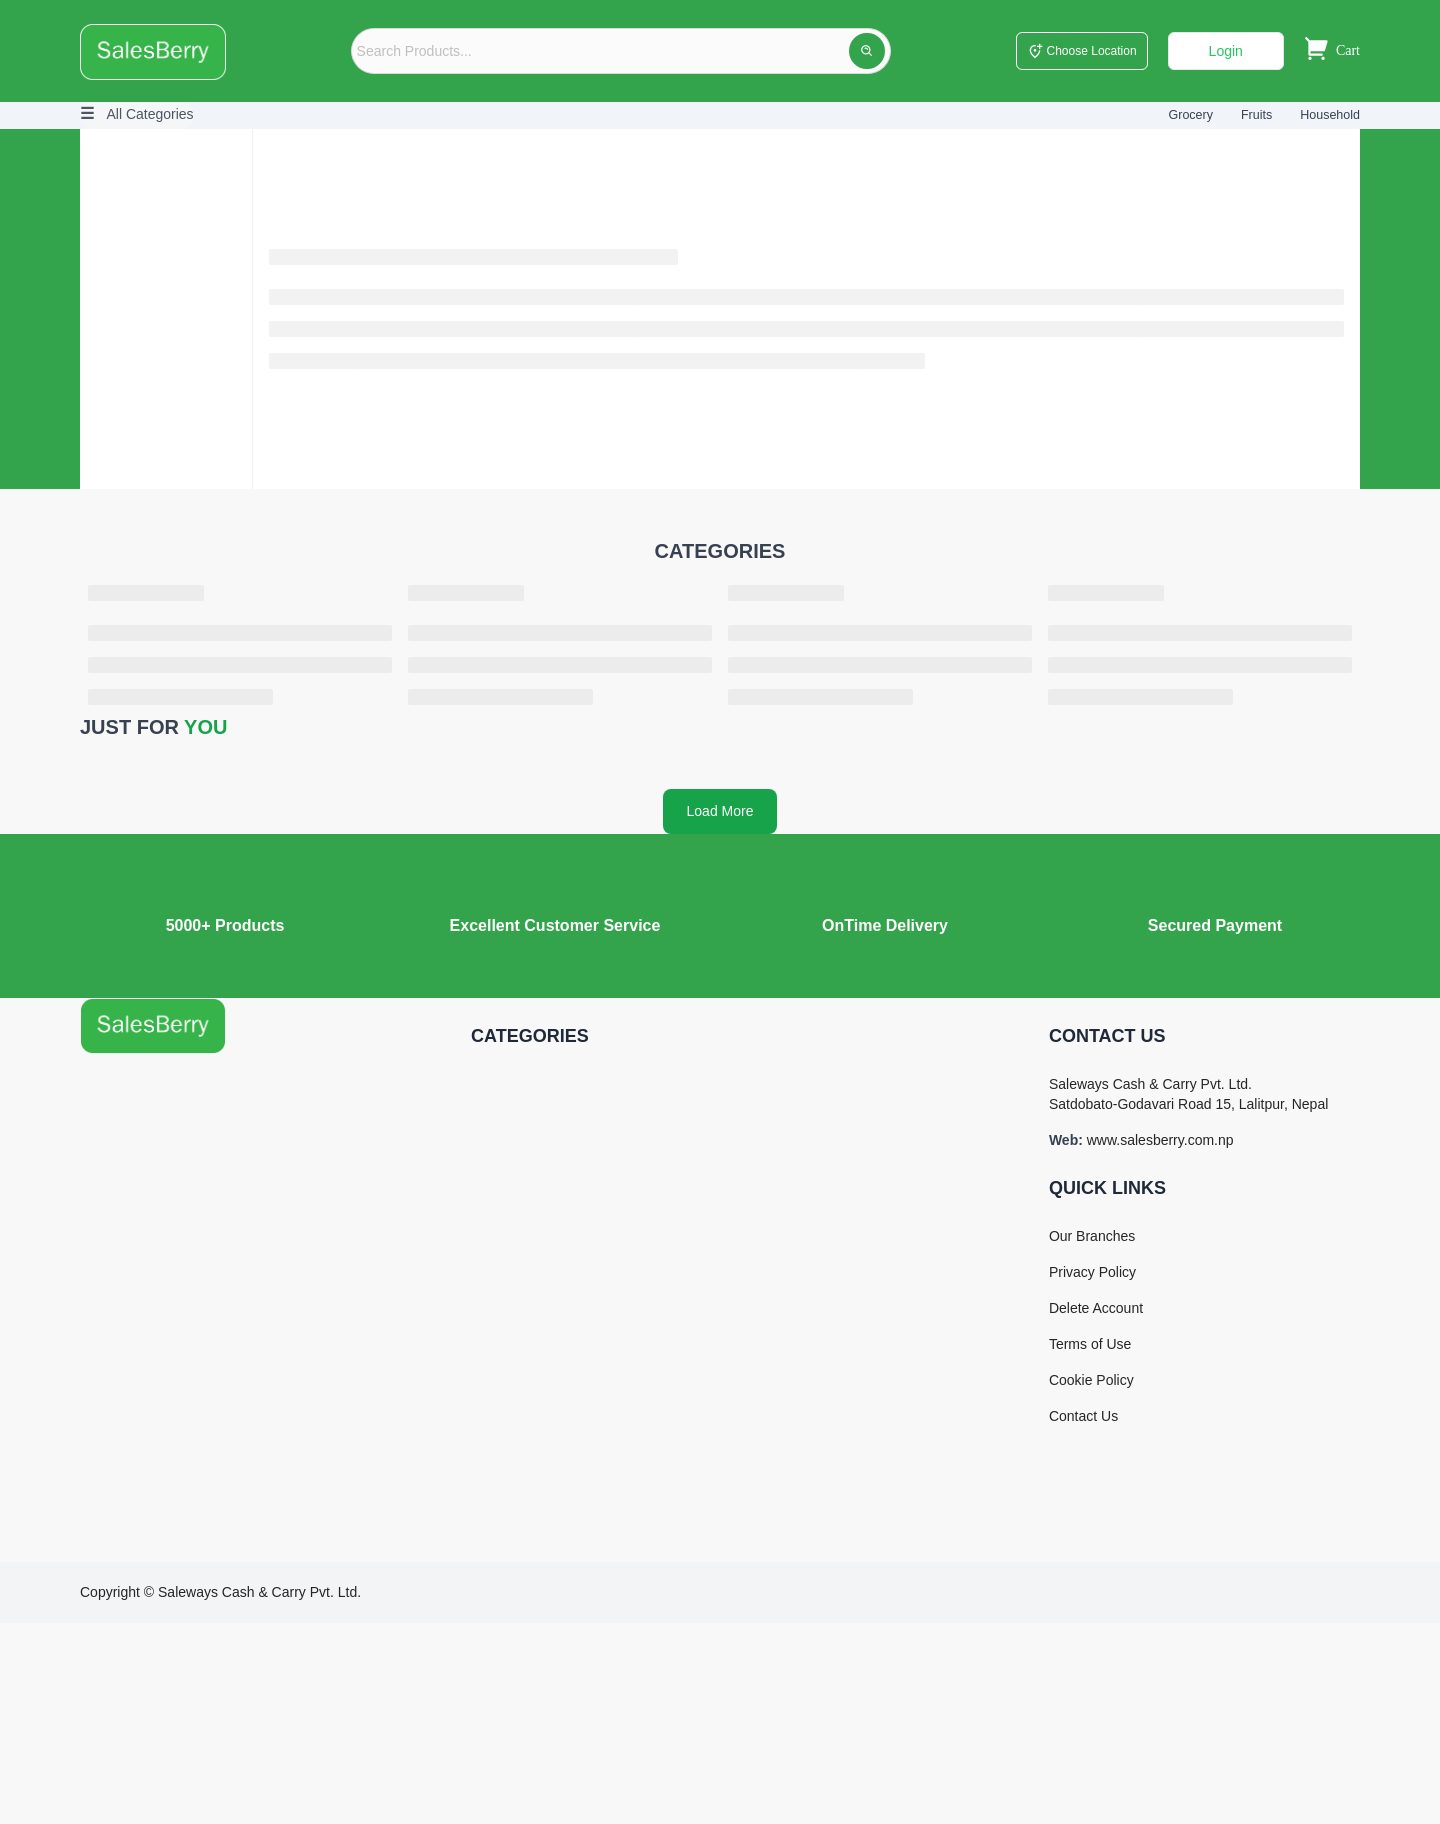 SalesBerry
Search Products...
Choose Location
Login
Cart
All Categories
Grocery
Fruits
Household
CATEGORIES
JUST FOR YOU
Load More
5000+ Products
Excellent Customer Service
OnTime Delivery
Secured Payment
SalesBerry
CATEGORIES
CONTACT US
Saleways Cash & Carry Pvt. Ltd.
Satdobato-Godavari Road 15, Lalitpur, Nepal
Web: www.salesberry.com.np
QUICK LINKS
Our Branches
Privacy Policy
Delete Account
Terms of Use
Cookie Policy
Contact Us
Copyright © Saleways Cash & Carry Pvt. Ltd.